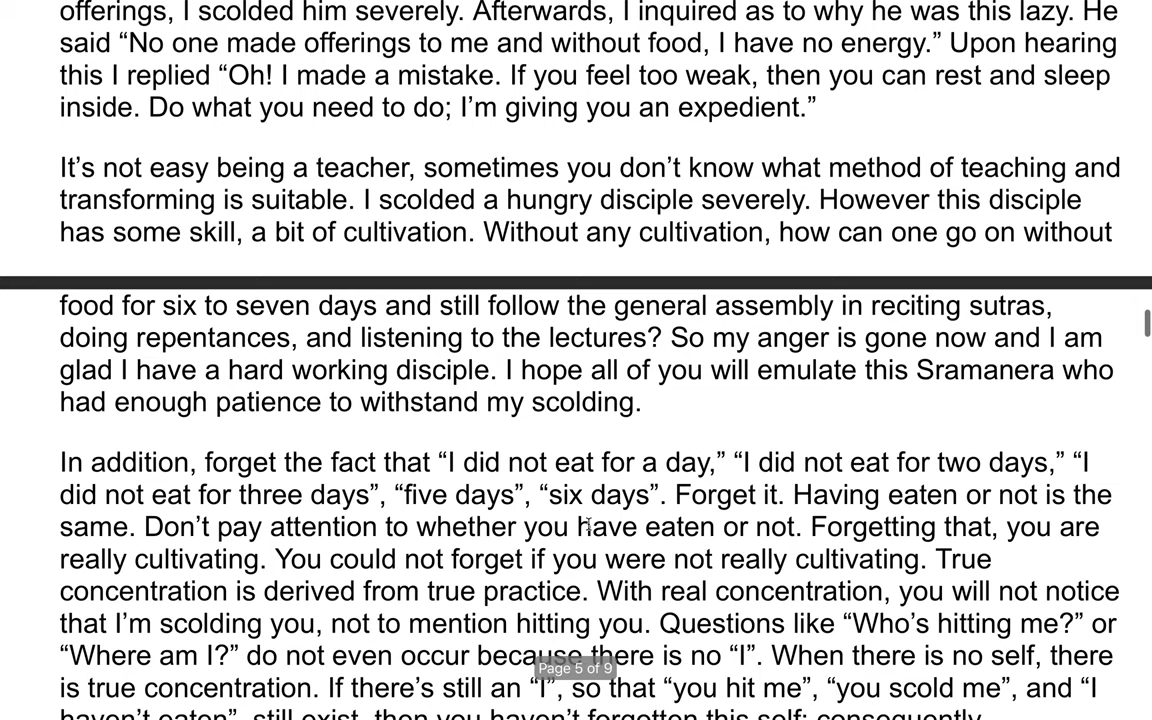 offerings, I scolded him severely. Afterwards, I inquired as to why he was this lazy. He
said “No one made offerings to me and without food, I have no energy.” Upon hearing
this I replied “Oh! I made a mistake. If you feel too weak, then you can rest and sleep
inside. Do what you need to do; I’m giving you an expedient.”
It’s not easy being a teacher, sometimes you don’t know what method of teaching and
transforming is suitable. I scolded a hungry disciple severely. However this disciple
has some skill, a bit of cultivation. Without any cultivation, how can one go on without
food for six to seven days and still follow the general assembly in reciting sutras,
doing repentances, and listening to the lectures? So my anger is gone now and I am
glad I have a hard working disciple. I hope all of you will emulate this Sramanera who
had enough patience to withstand my scolding.
In addition, forget the fact that “I did not eat for a day,” “I did not eat for two days,” “I
did not eat for three days”, “five days”, “six days”. Forget it. Having eaten or not is the
same. Don’t pay attention to whether you have eaten or not. Forgetting that, you are
really cultivating. You could not forget if you were not really cultivating. True
concentration is derived from true practice. With real concentration, you will not notice
that I’m scolding you, not to mention hitting you. Questions like “Who’s hitting me?” or
“Where am I?” do not even occur because there is no “I”. When there is no self, there
Page 5 of 9
is true concentration. If there’s still an “I”, so that “you hit me”, “you scold me”, and “I
haven’t eaten”, still exist, then you haven’t forgotten this self; consequently